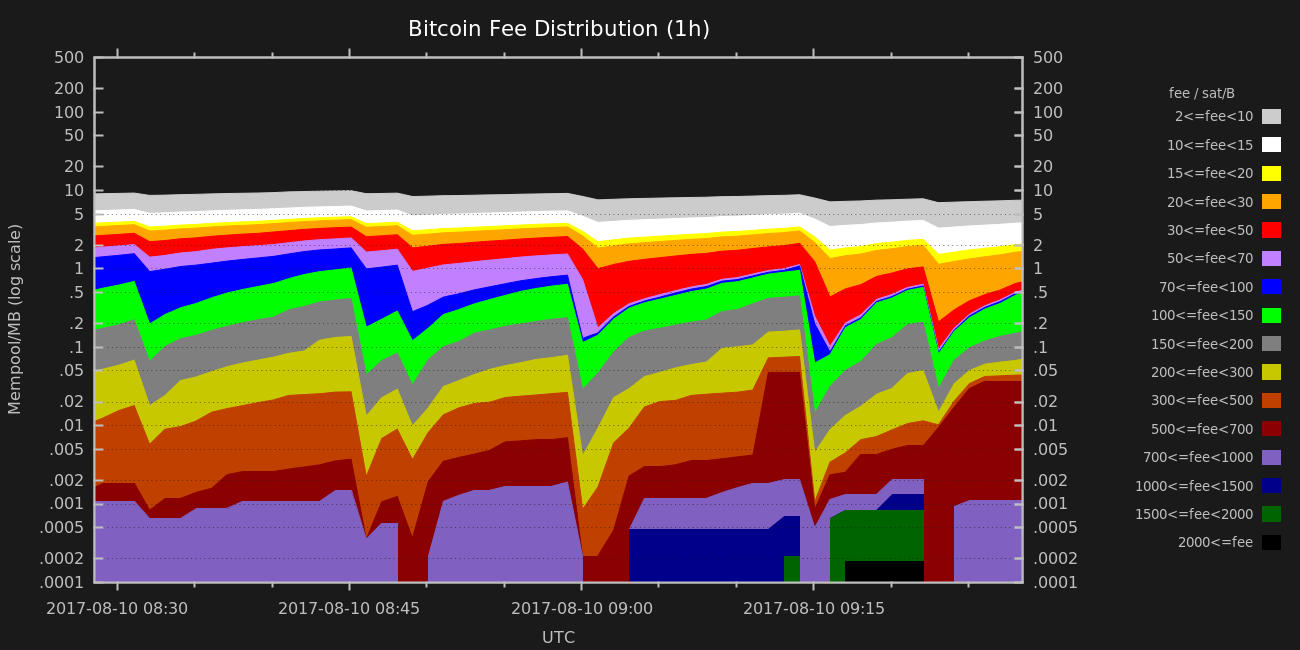 Bitcoin Fee Distribution (1h)
Mempool/MB (log scale)
500
200
100
50
20
10
5
2
1
.5
.2
.1
.05
.02
.01
.005
.002
.001
.0005
.0002
.0001
500
200
100
50
20
10
5
2
1
.5
.2
.1
.05
.02
.01
.005
.002
.001
.0005
.0002
.0001
2017-08-10 08:30
2017-08-10 08:45
2017-08-10 09:00
2017-08-10 09:15
UTC
fee / sat/B
2<=fee<10
10<=fee<15
15<=fee<20
20<=fee<30
30<=fee<50
50<=fee<70
70<=fee<100
100<=fee<150
150<=fee<200
200<=fee<300
300<=fee<500
500<=fee<700
700<=fee<1000
1000<=fee<1500
1500<=fee<2000
2000<=fee